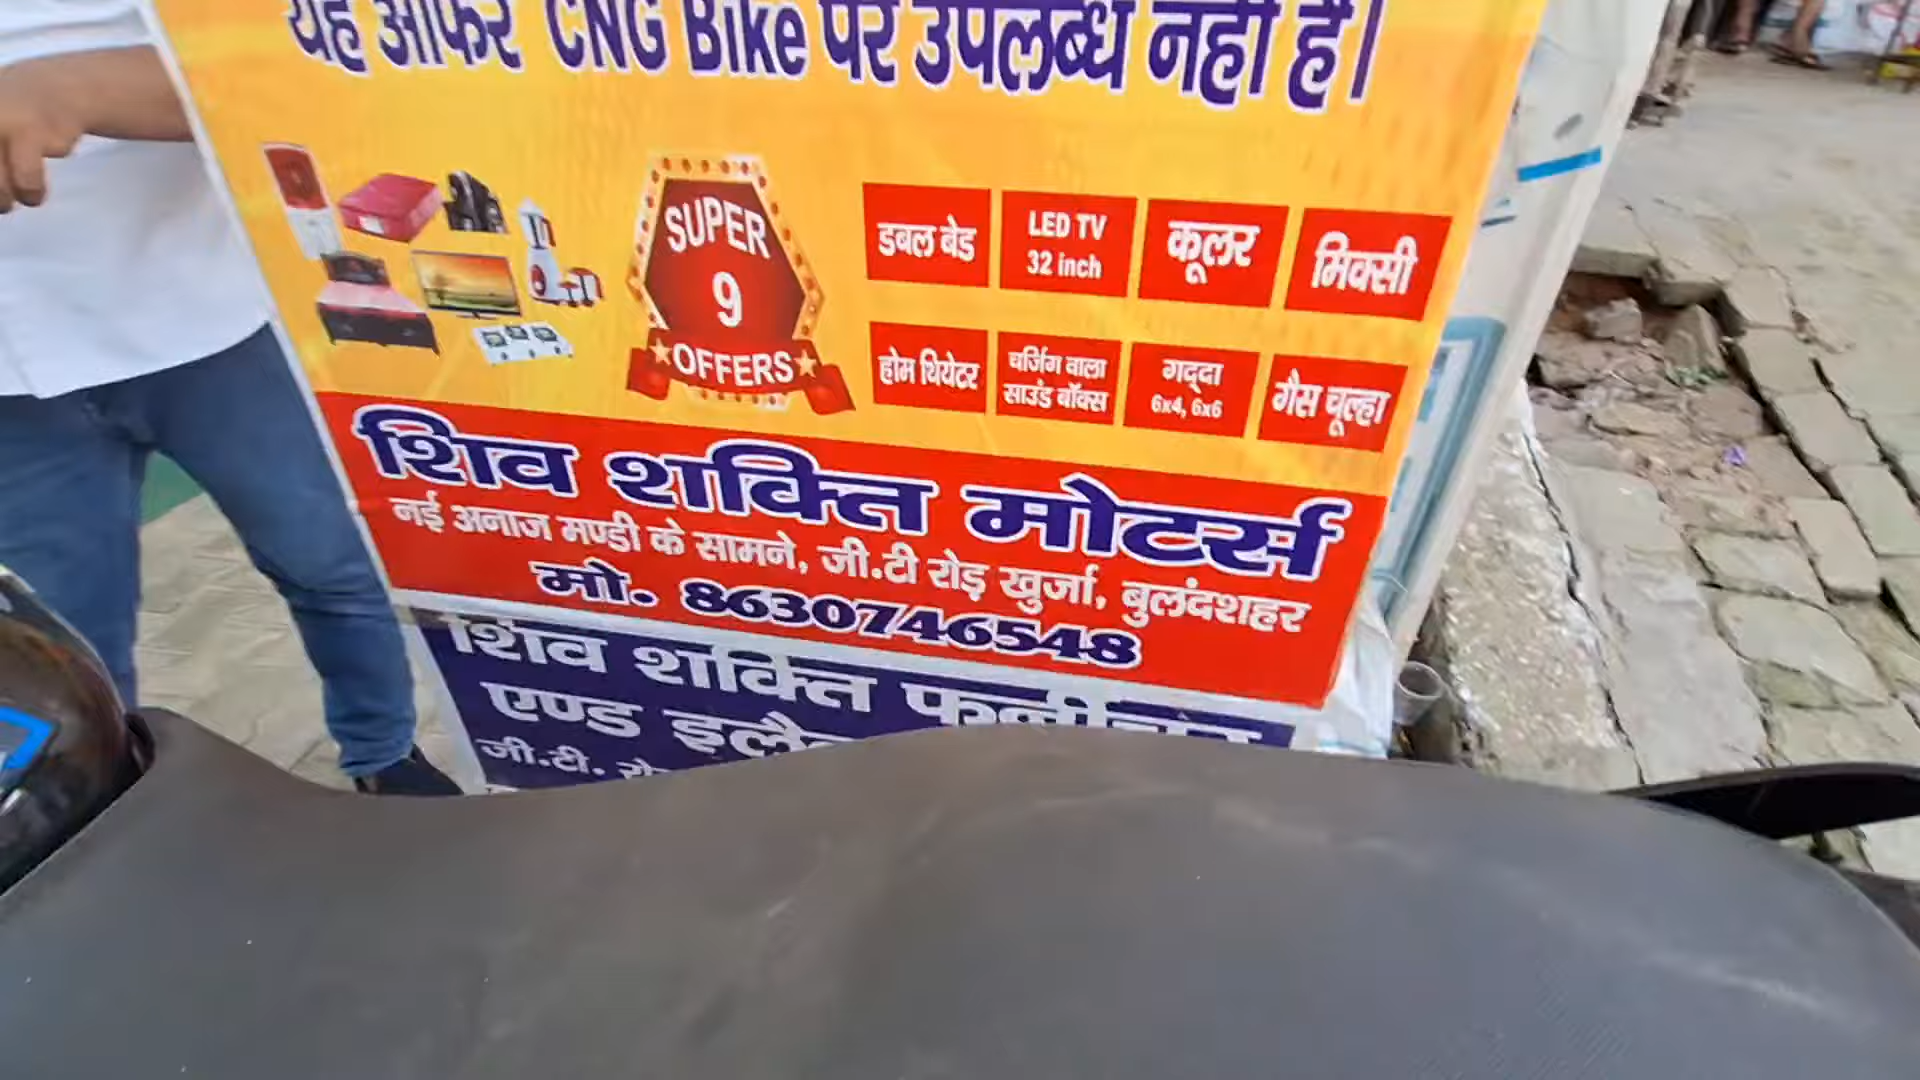 यह ऑफर CNG Bike पर उपलब्ध नहीं है।
SUPER
9
OFFERS
डबल बेड
LED TV
32 inch
कूलर
मिक्सी
होम थियेटर
चर्जिंग वाला
साउंड बॉक्स
गद्दा
6x4, 6x6
गैस चूल्हा
शिव शक्ति मोटर्स
नई अनाज मण्डी के सामने, जी.टी रोड़ खुर्जा, बुलंदशहर
मो. 8630746548
शिव शक्ति
एण्ड
जी.टी.